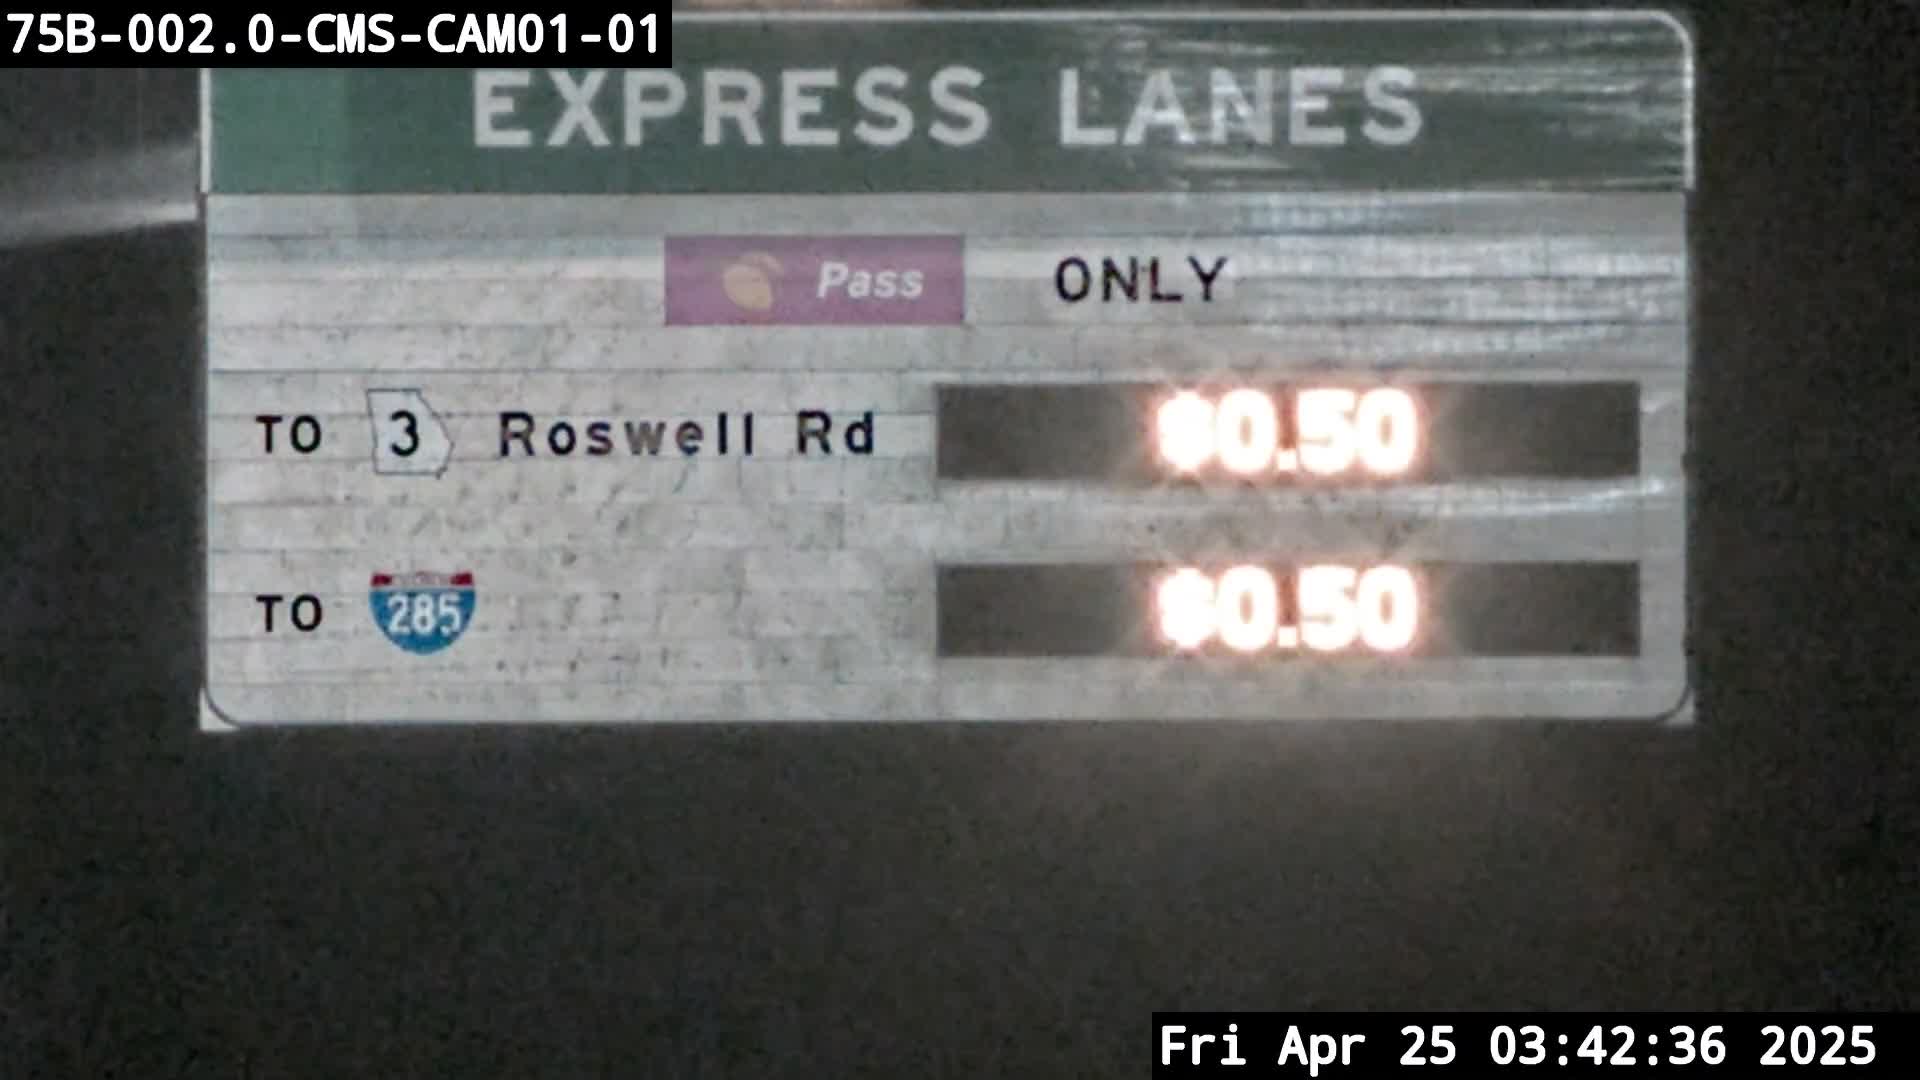 75B-002.0-CMS-CAM01-01
EXPRESS LANES
Pass ONLY
TO 3 Roswell Rd $0.50
TO 285 $0.50
Fri Apr 25 03:42:36 2025